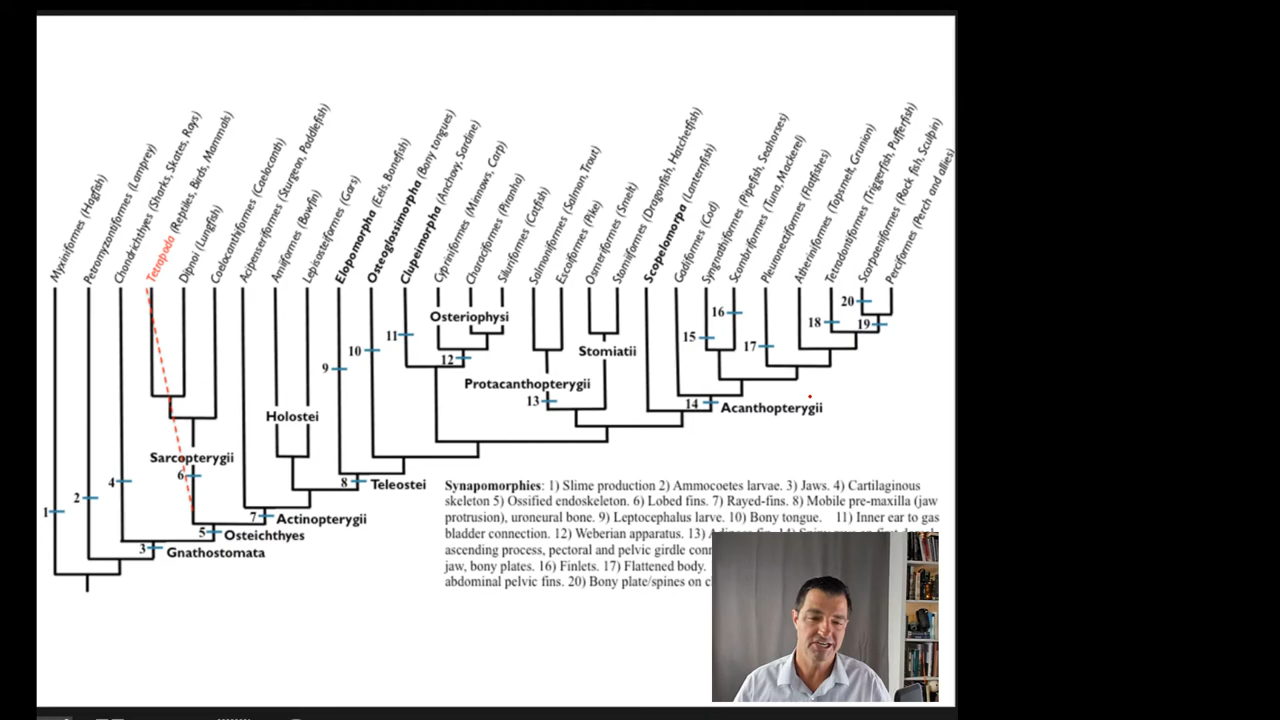 Myxiniformes (Hagfish)
Petromyzantiformes (Lamprey)
Chondrichthyes (Sharks, Skates, Rays)
Tetrapoda (Reptiles, Birds, Mammals)
Dipnoi (Lungfish)
Coelocanthiformes (Coelocanth)
Acipenseriformes (Sturgeon, Paddlefish)
Amiiformes (Bowfin)
Lepisosteiformes (Gars)
Elopomorpha (Eels, Bonefish)
Osteoglossimorpha (Bony tongues)
Clupeimorpha (Anchovy, Sardine)
Cypriniformes (Minnows, Carp)
Characiformes (Piranha)
Siluriformes (Catfish)
Salmoniformes (Salmon, Trout)
Escoiformes (Pike)
Osmeriformes (Smelt)
Stomiiformes (Dragonfish, Hatchetfish)
Scopelomorpa (Lanternfish)
Gadiformes (Cod)
Syngnathiformes (Pipefish, Seahorses)
Scombriformes (Tuna, Mackerel)
Pleuronectiformes (Flatfishes)
Atheriniformes (Topsmelt, Grunion)
Tetradontiformes (Triggerfish, Pufferfish)
Scorpaeniformes (Rock fish, Sculpin)
Perciformes (Perch and allies)
20
16
Osteriophysi
18
19
11
15
17
10
Stomiatii
12
9
Protacanthopterygii
13
14
Acanthopterygii
Holostei
Sarcopterygii
6
4
8
Teleostei
2
1
7
Actinopterygii
5
Osteichthyes
3
Gnathostomata
Synapomorphies: 1) Slime production 2) Ammocoetes larvae. 3) Jaws. 4) Cartilaginous
skeleton 5) Ossified endoskeleton. 6) Lobed fins. 7) Rayed-fins. 8) Mobile pre-maxilla (jaw
protrusion), uroneural bone. 9) Leptocephalus larve. 10) Bony tongue. 11) Inner ear to gas
bladder connection. 12) Weberian apparatus. 13)
ascending process, pectoral and pelvic girdle
jaw, bony plates. 16) Finlets. 17) Flattened body.
abdominal pelvic fins. 20) Bony plate/spines on